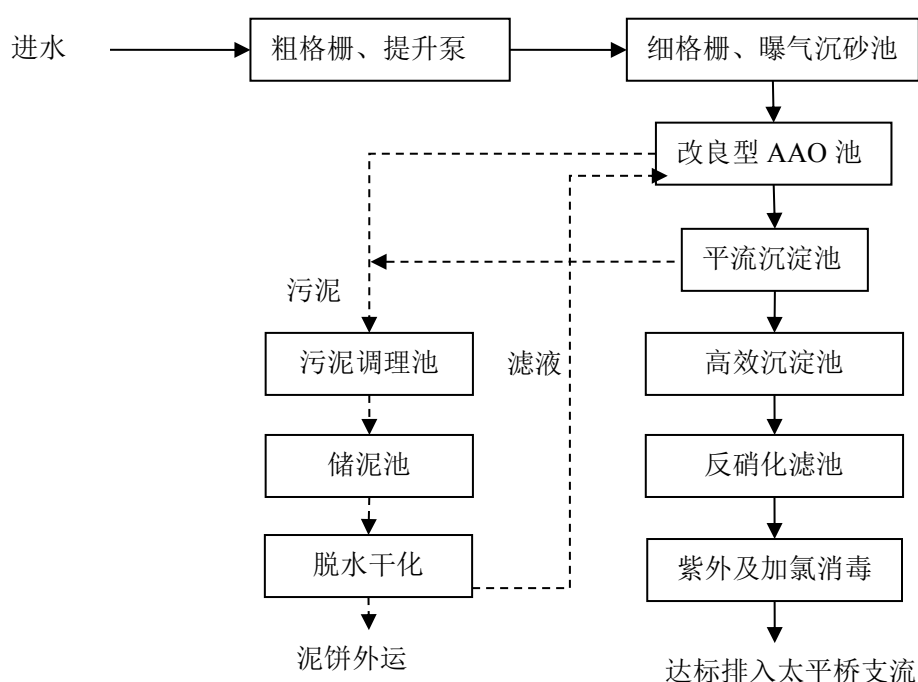 进水
粗格栅、提升泵
细格栅、曝气沉砂池
改良型 AAO 池
平流沉淀池
污泥
污泥调理池
滤液
高效沉淀池
储泥池
反硝化滤池
脱水干化
紫外及加氯消毒
泥饼外运
达标排入太平桥支流